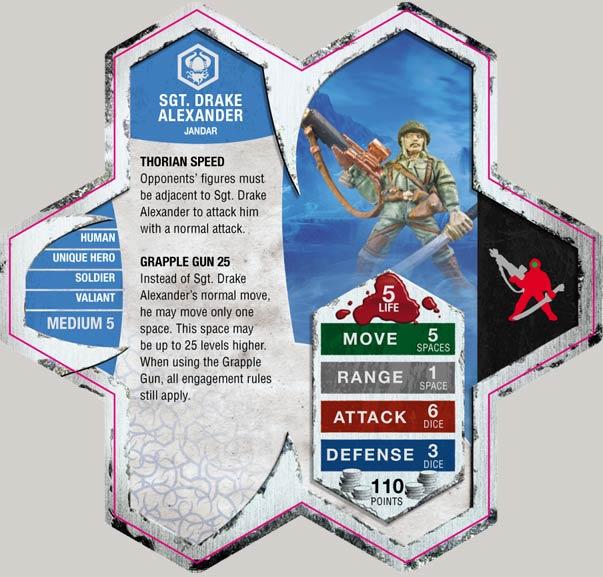 SGT. DRAKE
ALEXANDER
JANDAR
THORIAN SPEED
Opponents' figures must
be adjacent to Sgt. Drake
Alexander to attack him
with a normal attack.
GRAPPLE GUN 25
Instead of Sgt. Drake
Alexander's normal move,
he may move only one
space. This space may
be up to 25 levels higher.
When using the Grapple
Gun, all engagement rules
still apply.
HUMAN
UNIQUE HERO
SOLDIER
VALIANT
MEDIUM 5
5
LIFE
MOVE 5
SPACES
RANGE 1
SPACE
ATTACK 6
DICE
DEFENSE 3
DICE
110
POINTS